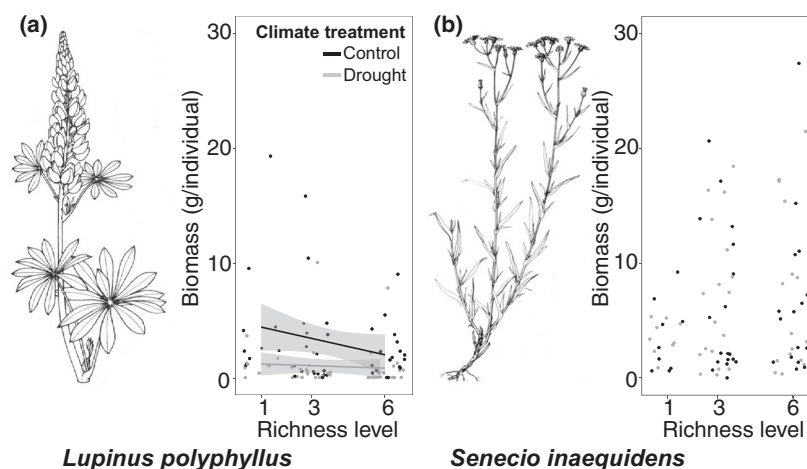 (a)
Climate treatment
Control
Drought
Biomass (g/individual)
30
20
10
0
1 3 6
Richness level
Lupinus polyphyllus
(b)
Biomass (g/individual)
30
20
10
0
1 3 6
Richness level
Senecio inaequidens